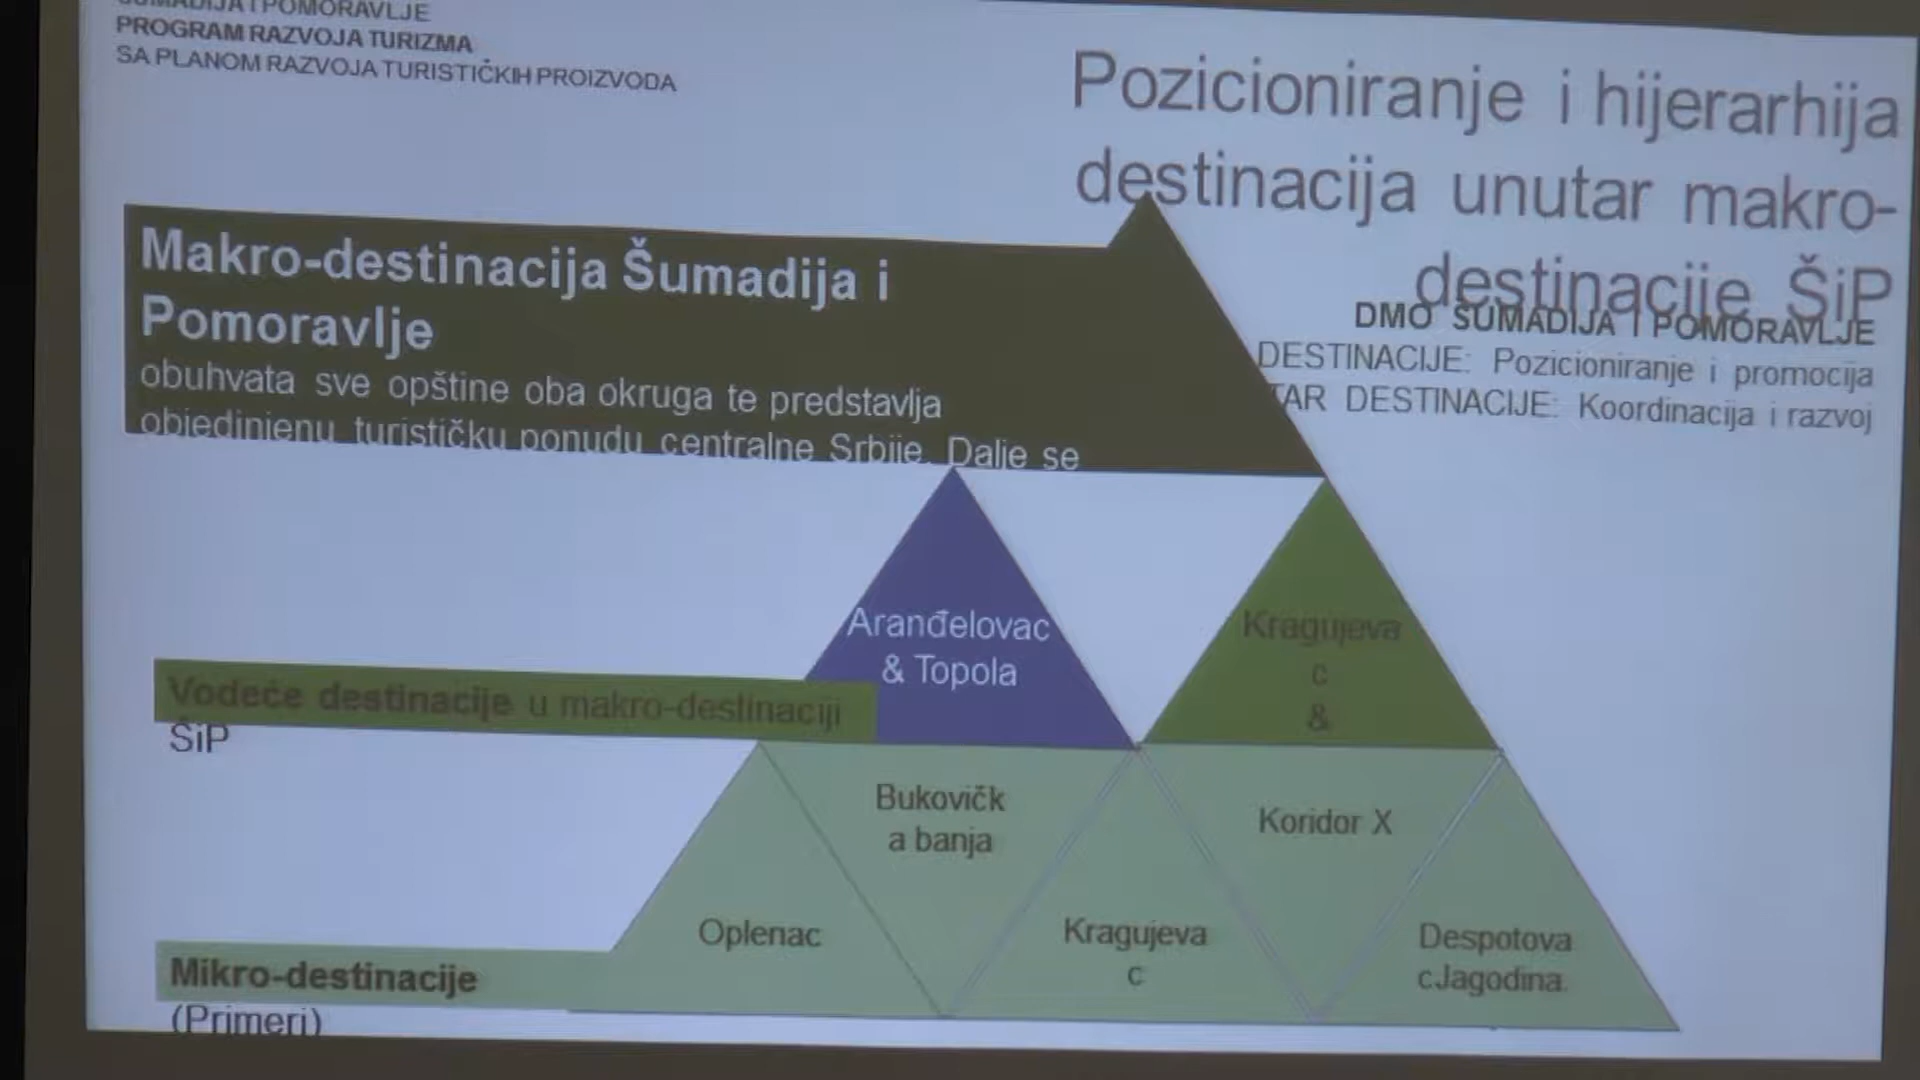 ŠUMADIJA I POMORAVLJE
PROGRAM RAZVOJA TURIZMA
SA PLANOM RAZVOJA TURISTIČKIH PROIZVODA
Pozicioniranje i hijerarhija
destinacija unutar makro-
destinacije ŠiP
DMO ŠUMADIJA I POMORAVLJE
DESTINACIJE: Pozicioniranje i promocija
TAR DESTINACIJE: Koordinacija i razvoj
Makro-destinacija Šumadija i
Pomoravlje
obuhvata sve opštine oba okruga te predstavlja
objedinjenu turističku ponudu centralne Srbije. Dalje se
Aranđelovac
& Topola
Kragujeva
c
&
Vodeće destinacije u makro-destinaciji
ŠiP
Bukovičk
a banja
Koridor X
Oplenac
Kragujeva
c
Despotova
cJagodina.
Mikro-destinacije
(Primeri)